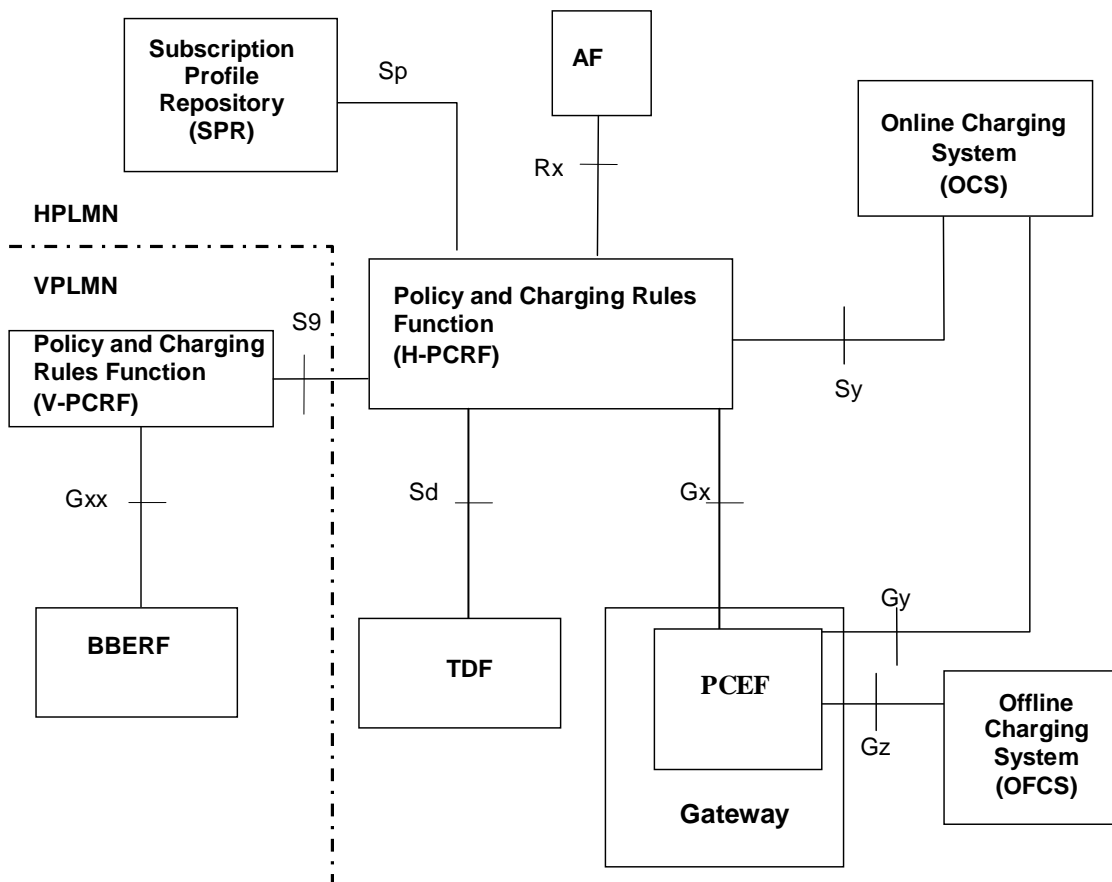 Subscription
Profile
Repository
(SPR)
Sp
AF
Rx
Online Charging
System
(OCS)
HPLMN
VPLMN
S9
Policy and Charging
Rules Function
(V-PCRF)
Policy and Charging Rules
Function
(H-PCRF)
Sy
Gxx
Sd
Gx
Gy
BBERF
TDF
PCEF
Gz
Offline
Charging
System
(OFCS)
Gateway